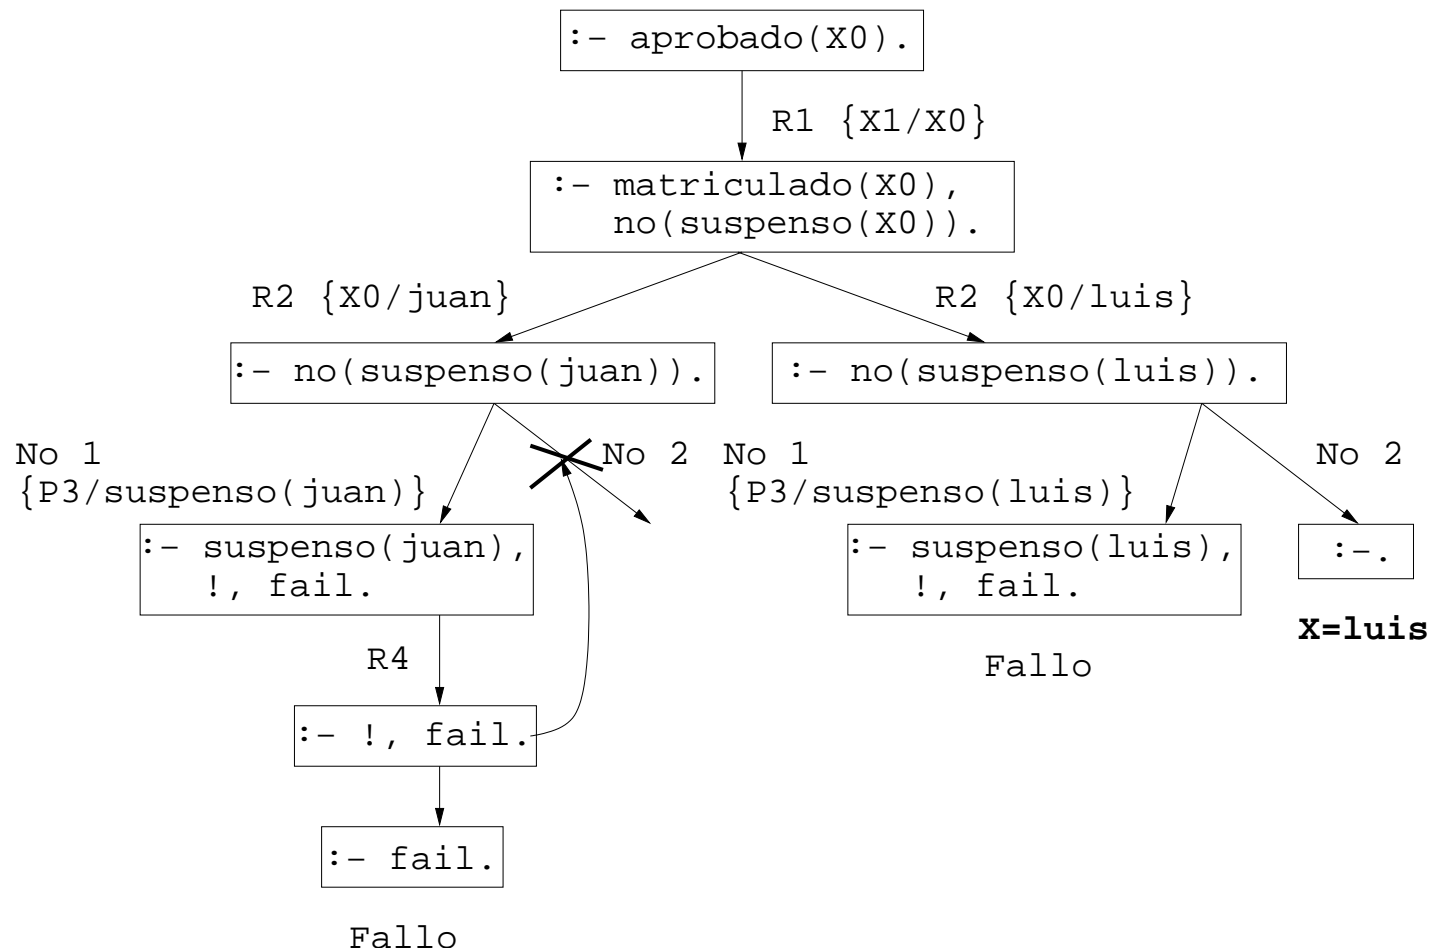 :- aprobado(X0).
R1 {X1/X0}
:- matriculado(X0),
no(suspenso(X0)).
R2 {X0/juan}
R2 {X0/luis}
:- no(suspenso(juan)).
:- no(suspenso(luis)).
No 1
{P3/suspenso(juan)}
No 2
No 1
{P3/suspenso(luis)}
No 2
:- suspenso(juan),
!, fail.
:- suspenso(luis),
!, fail.
:-.
X=luis
Fallo
R4
:- !, fail.
:- fail.
Fallo